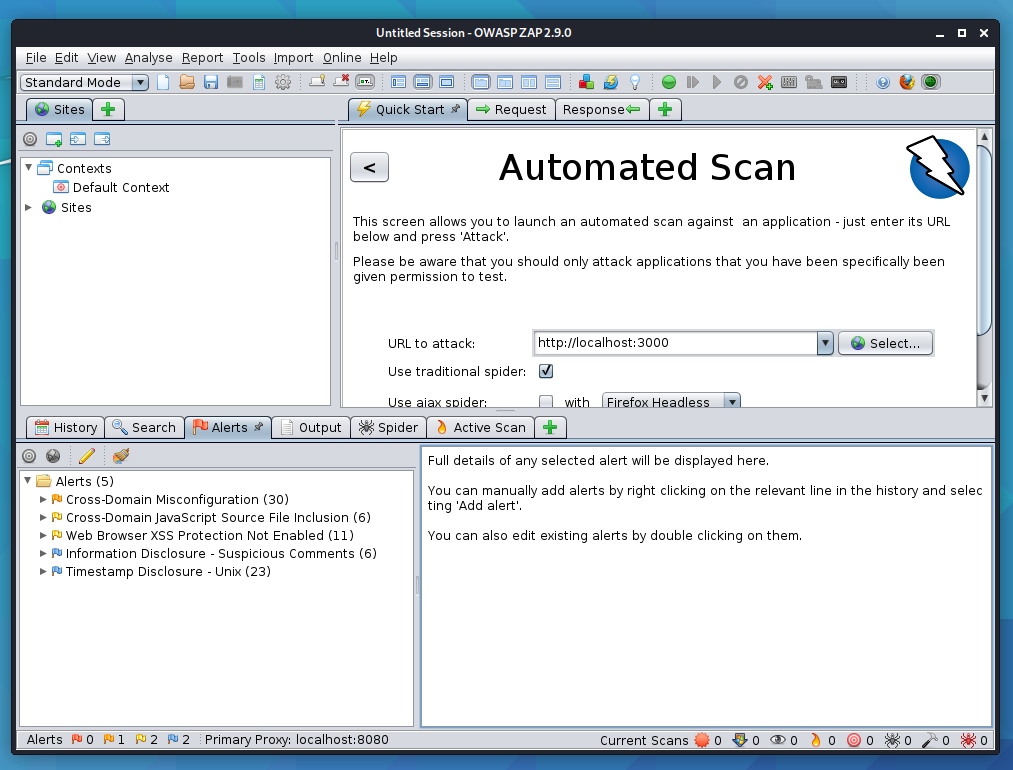 Untitled Session - OWASP ZAP 2.9.0
File Edit View Analyse Report Tools Import Online Help
Standard Mode
Sites
Quick Start Request Response
Contexts
Default Context
Sites
<
Automated Scan
This screen allows you to launch an automated scan against  an application - just enter its URL
below and press 'Attack'.
Please be aware that you should only attack applications that you have been specifically been
given permission to test.
URL to attack: http://localhost:3000 Select...
Use traditional spider:
Use ajax spider: with Firefox Headless
History Search Alerts Output Spider Active Scan
Alerts (5)
Cross-Domain Misconfiguration (30)
Cross-Domain JavaScript Source File Inclusion (6)
Web Browser XSS Protection Not Enabled (11)
Information Disclosure - Suspicious Comments (6)
Timestamp Disclosure - Unix (23)
Full details of any selected alert will be displayed here.
You can manually add alerts by right clicking on the relevant line in the history and selec
ting 'Add alert'.
You can also edit existing alerts by double clicking on them.
Alerts 0 1 2 2 Primary Proxy: localhost:8080 Current Scans 0 0 0 0 0 0 0 0